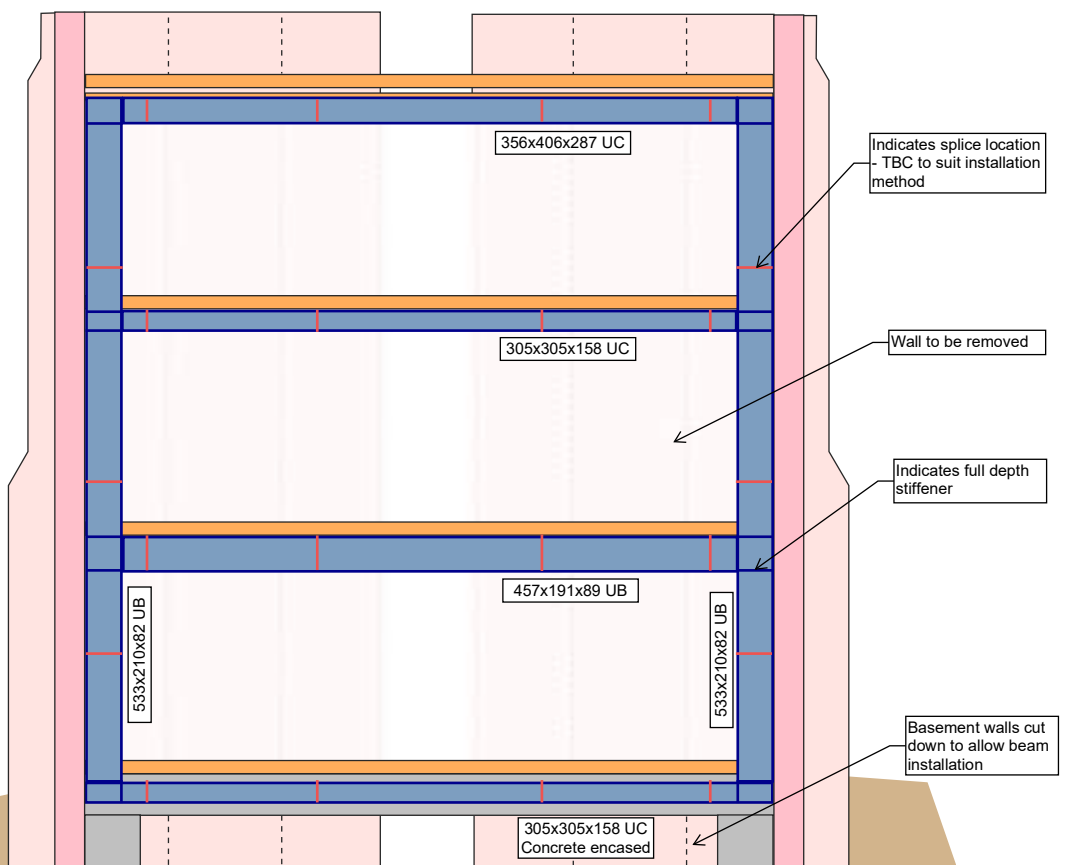 356x406x287 UC
Indicates splice location
- TBC to suit installation
method
Wall to be removed
305x305x158 UC
Indicates full depth
stiffener
457x191x89 UB
533x210x82 UB
533x210x82 UB
Basement walls cut
down to allow beam
installation
305x305x158 UC
Concrete encased